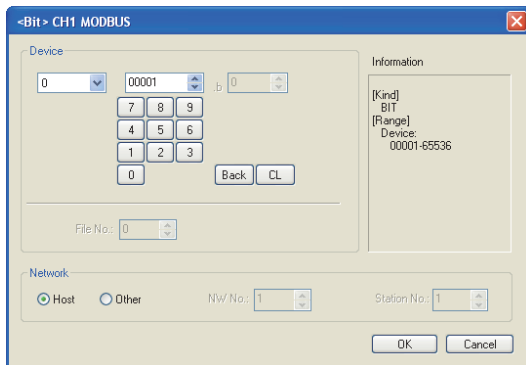 <Bit> CH1 MODBUS
Device
0 00001 .b 0
7 8 9
4 5 6
1 2 3
0 Back CL
File No.: 0
Information
[Kind]
BIT
[Range]
Device:
00001-65536
Network
Host Other NW No.: 1 Station No.: 1
OK Cancel